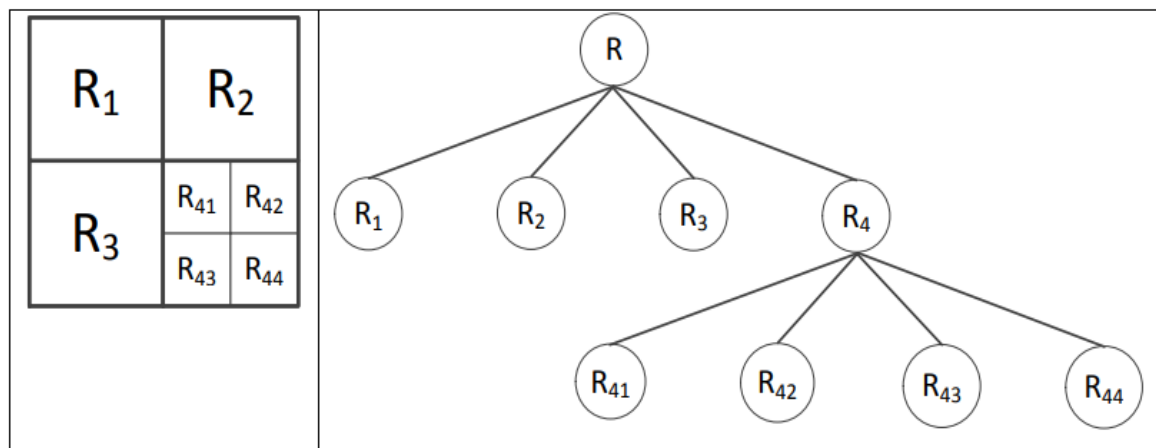 R₁ R₂
R₃ R₄₁ R₄₂
R₄₃ R₄₄
R
R₁ R₂ R₃ R₄
R₄₁ R₄₂ R₄₃ R₄₄